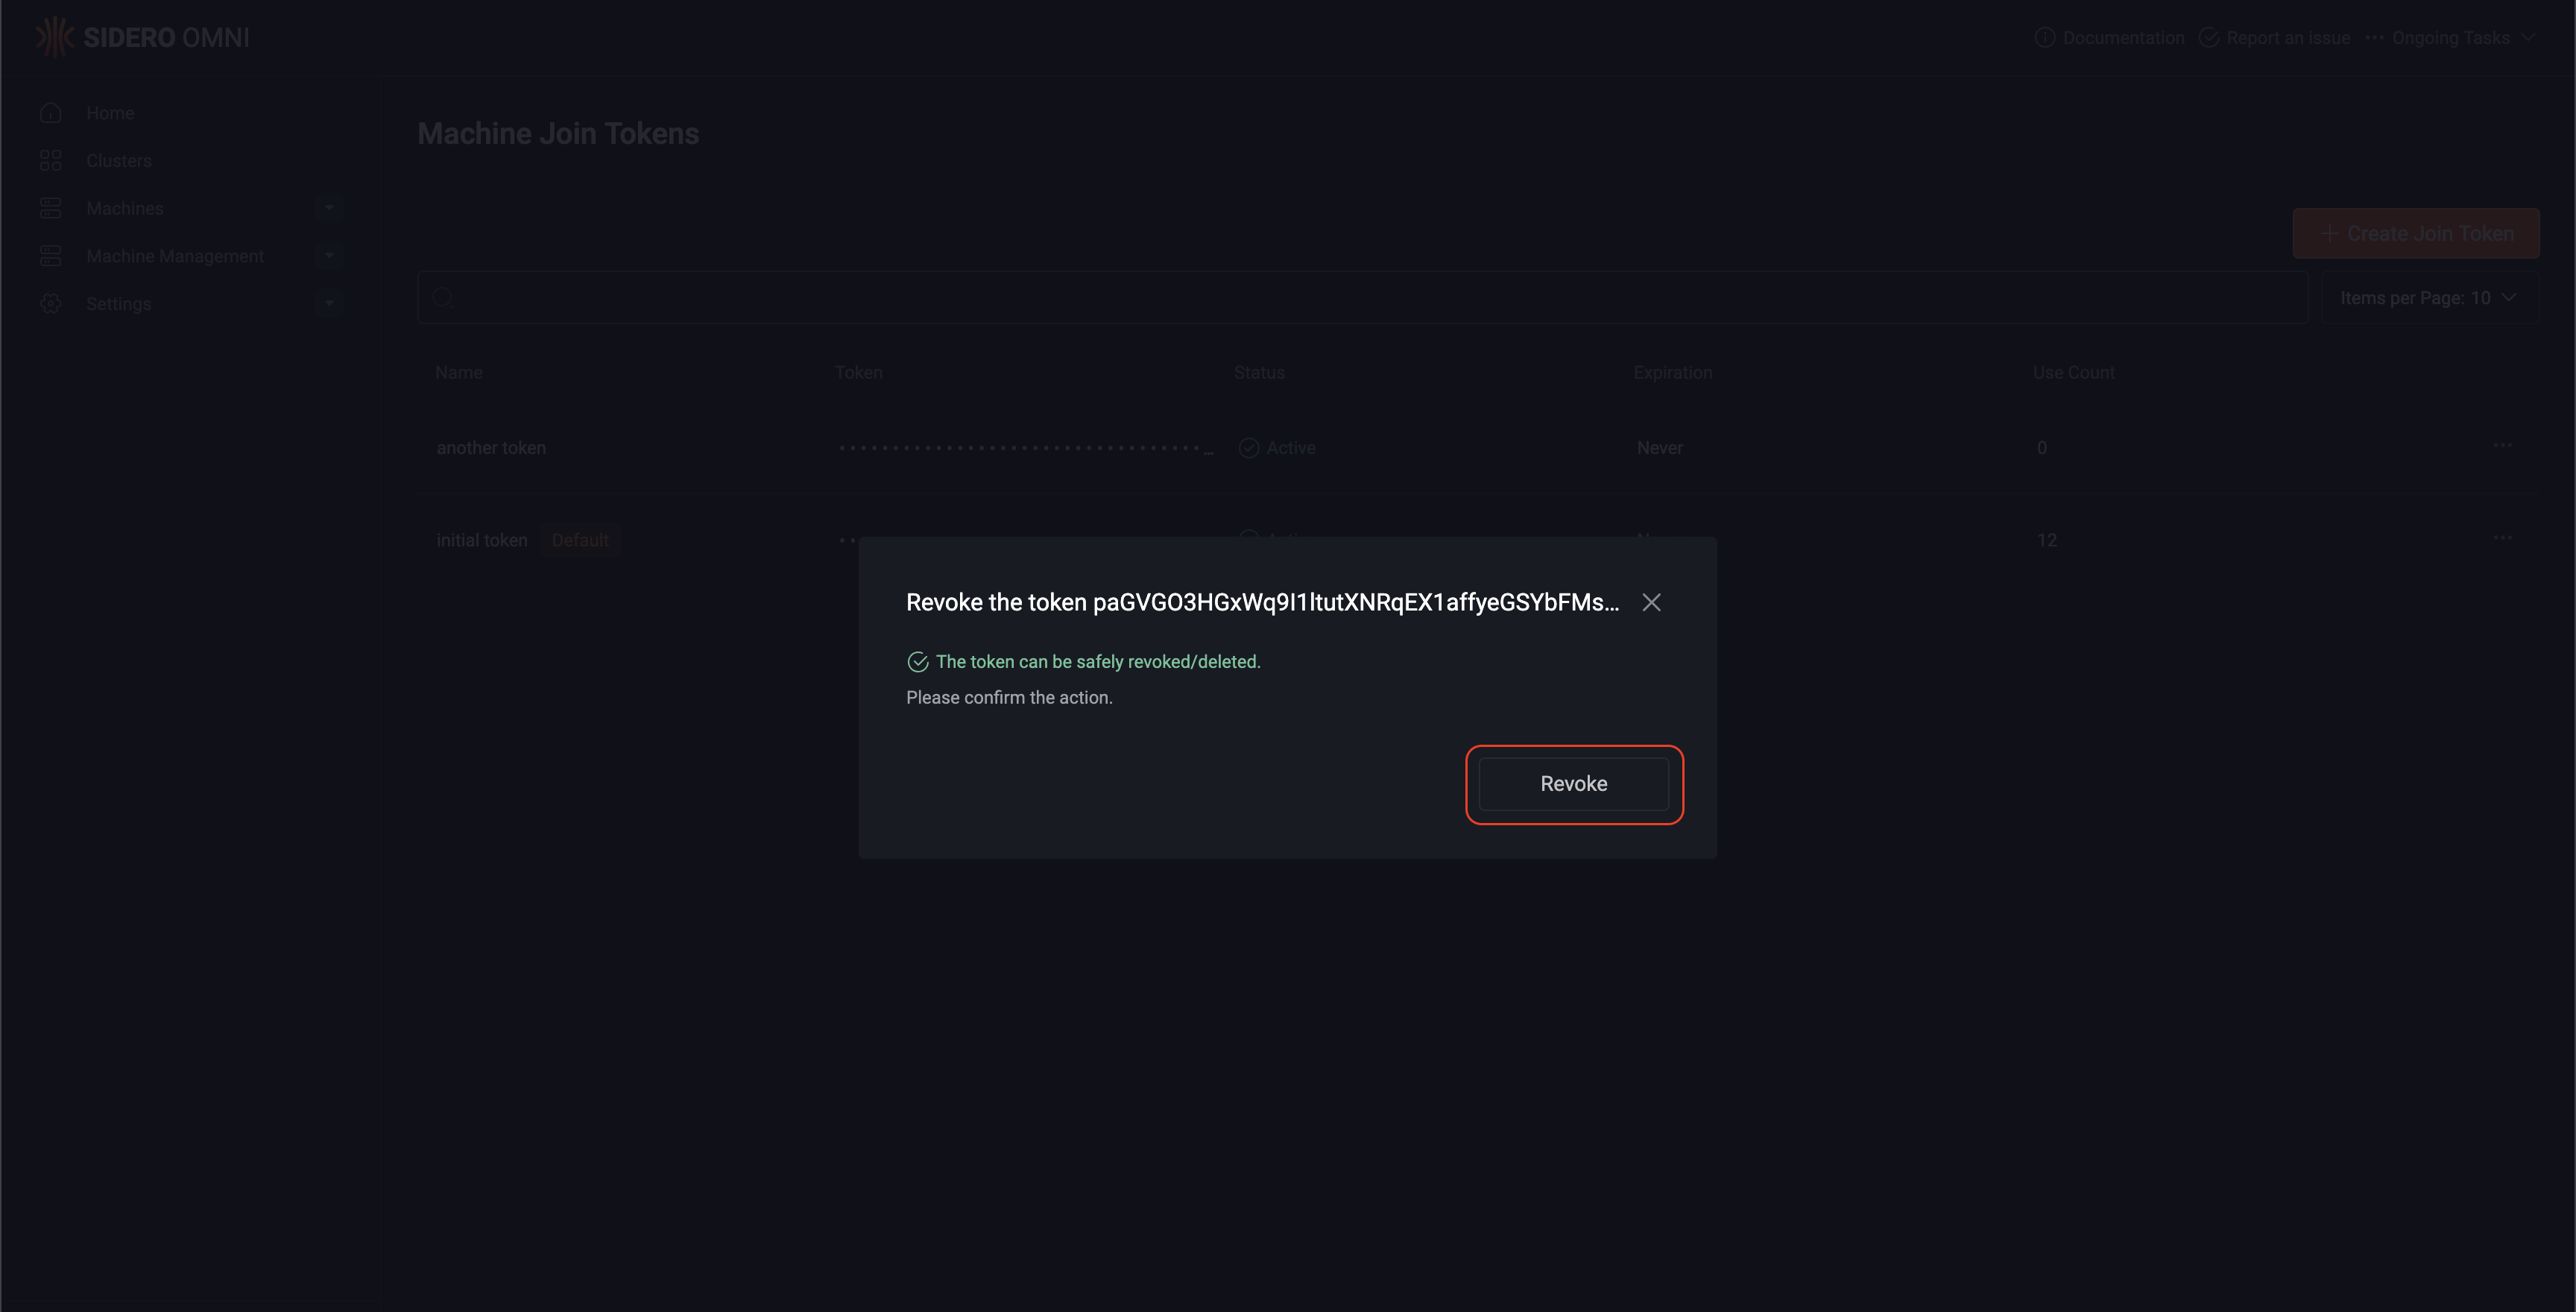 SIDERO OMNI
Documentation Report an issue Ongoing Tasks
Home
Clusters
Machines
Machine Management
Settings
Machine Join Tokens
Create Join Token
Items per Page: 10
Name Token Status Expiration Use Count
another token •••••••••••••••••••••••••••••••••• … Active Never 0
initial token Default •• 12
Revoke the token paGVGO3HGxWq9I1ltutXNRqEX1affyeGSYbFMs...
The token can be safely revoked/deleted.
Please confirm the action.
Revoke